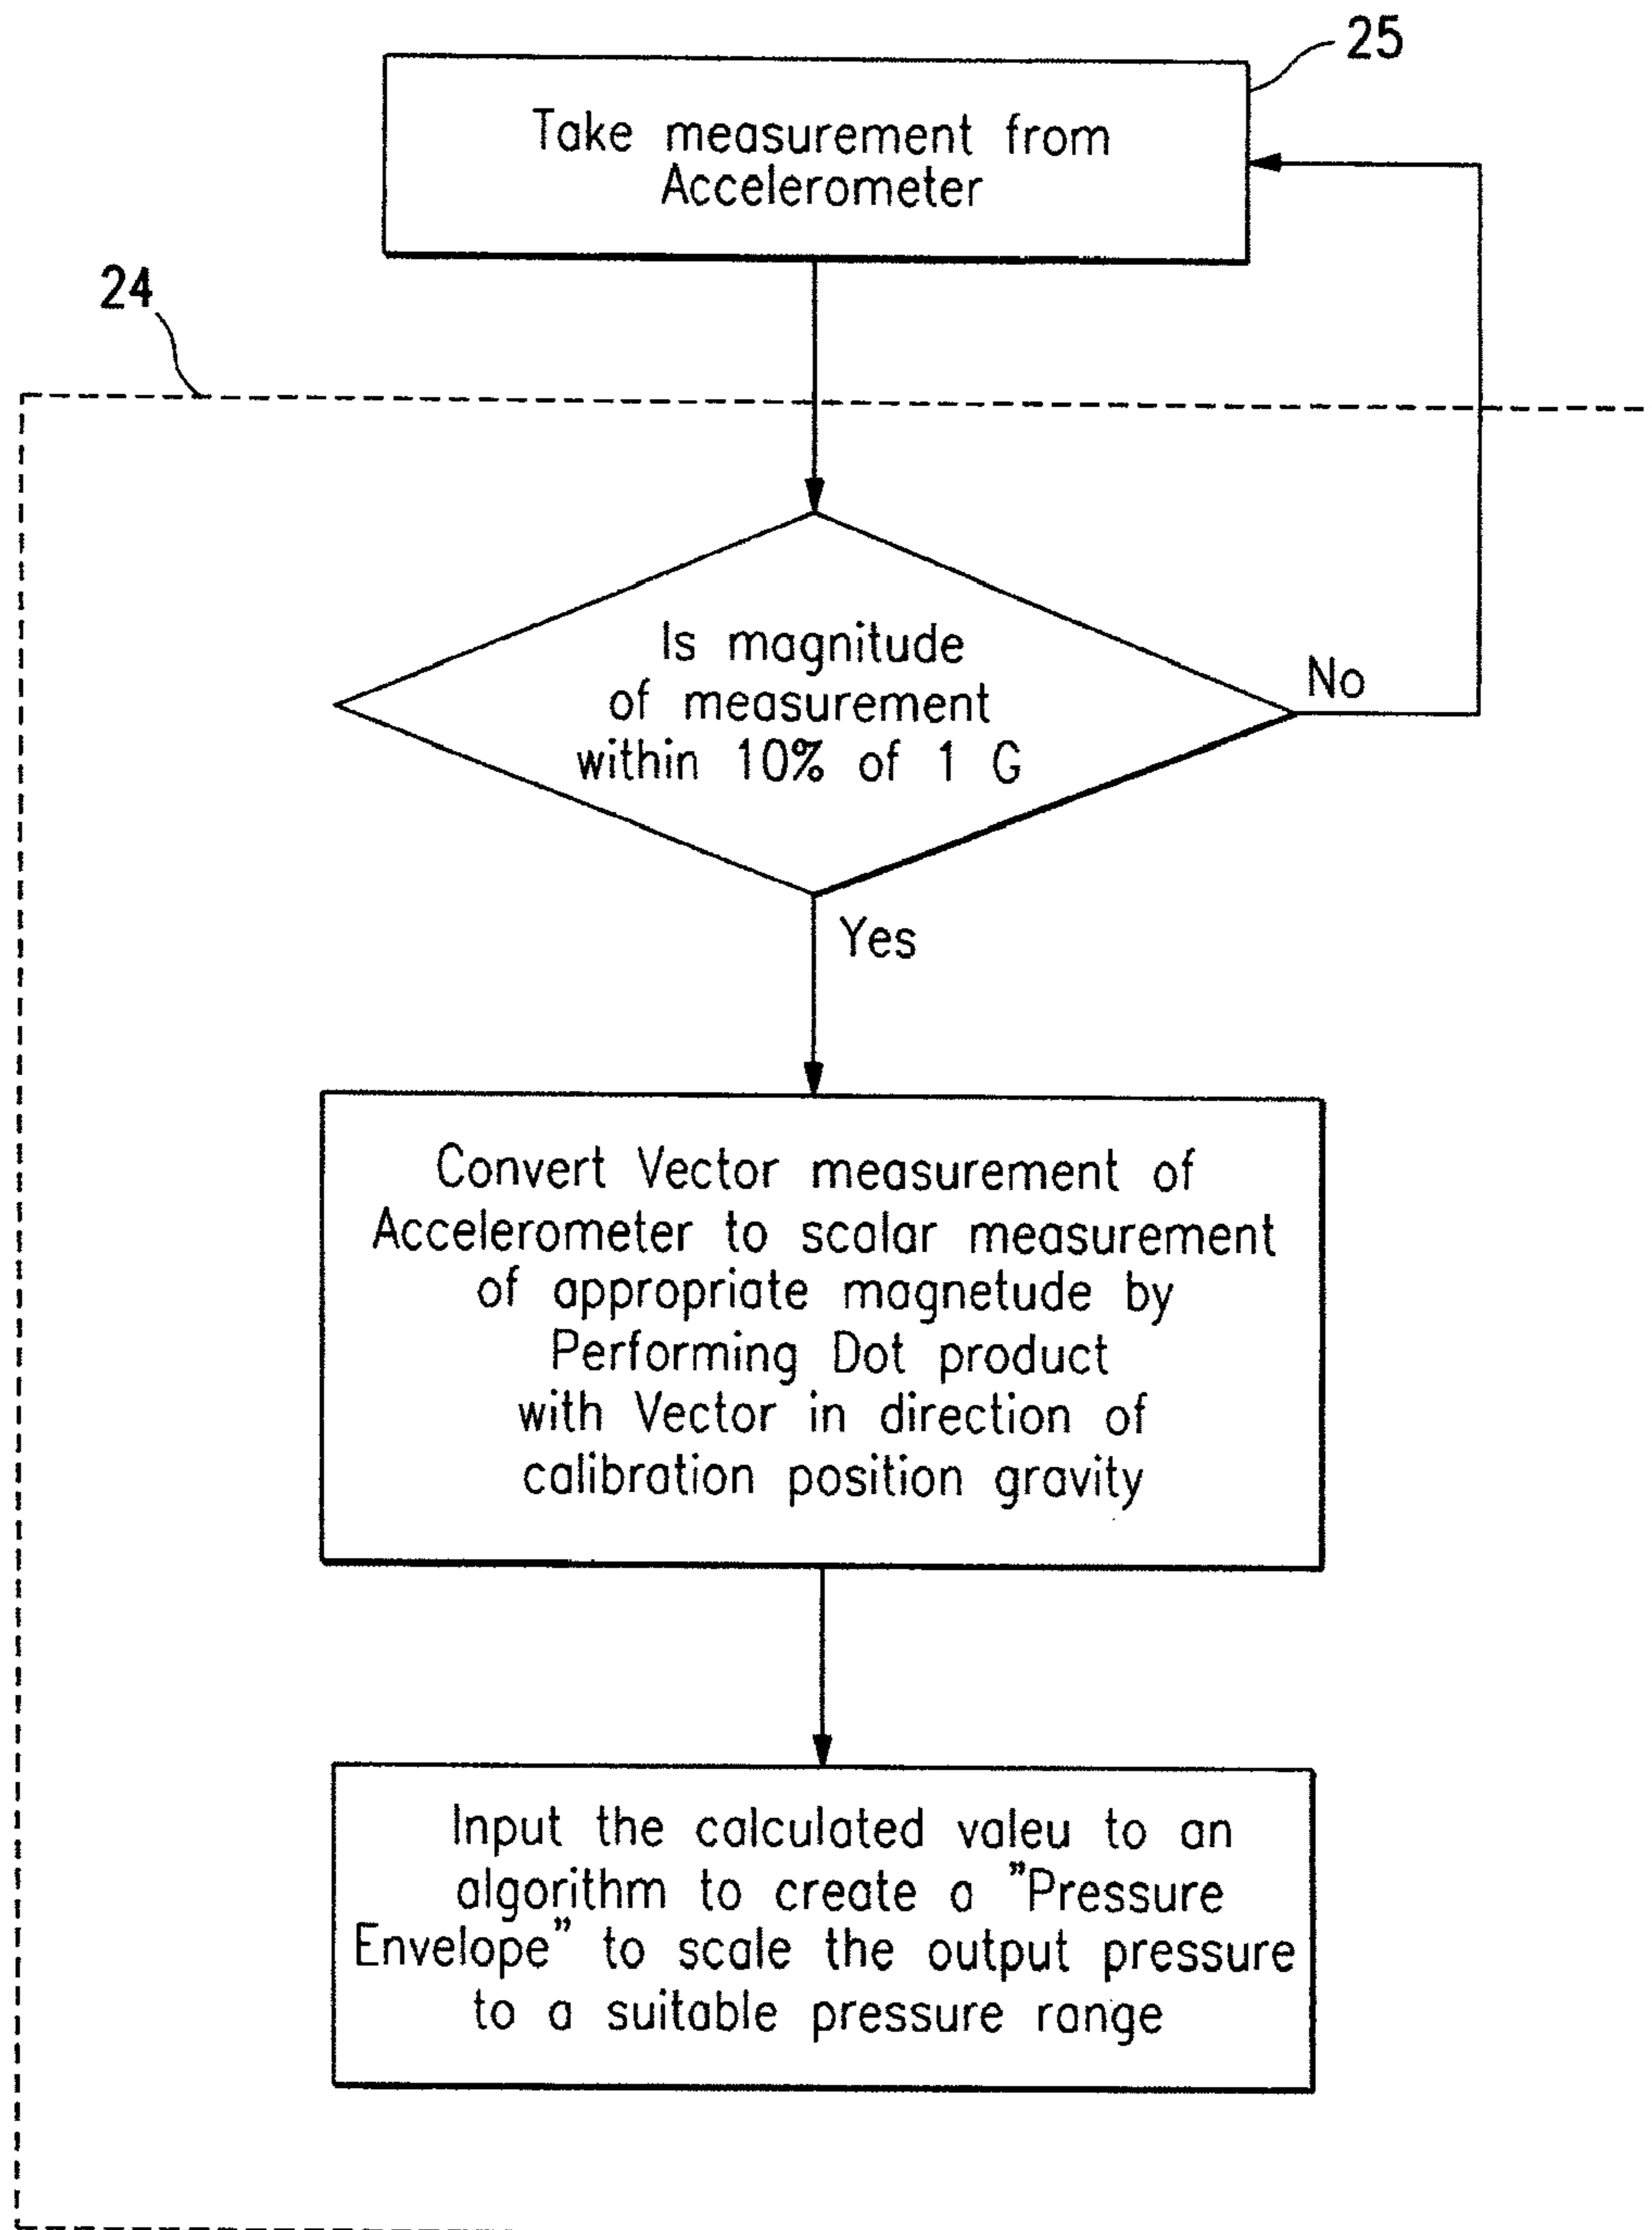 25
Take measurement from
Accelerometer
24
Is magnitude
of measurement
within 10% of 1 G
No
Yes
Convert Vector measurement of
Accelerometer to scalar measurement
of appropriate magnetude by
Performing Dot product
with Vector in direction of
calibration position gravity
Input the calculated valeu to an
algorithm to create a "Pressure
Envelope" to scale the output pressure
to a suitable pressure range